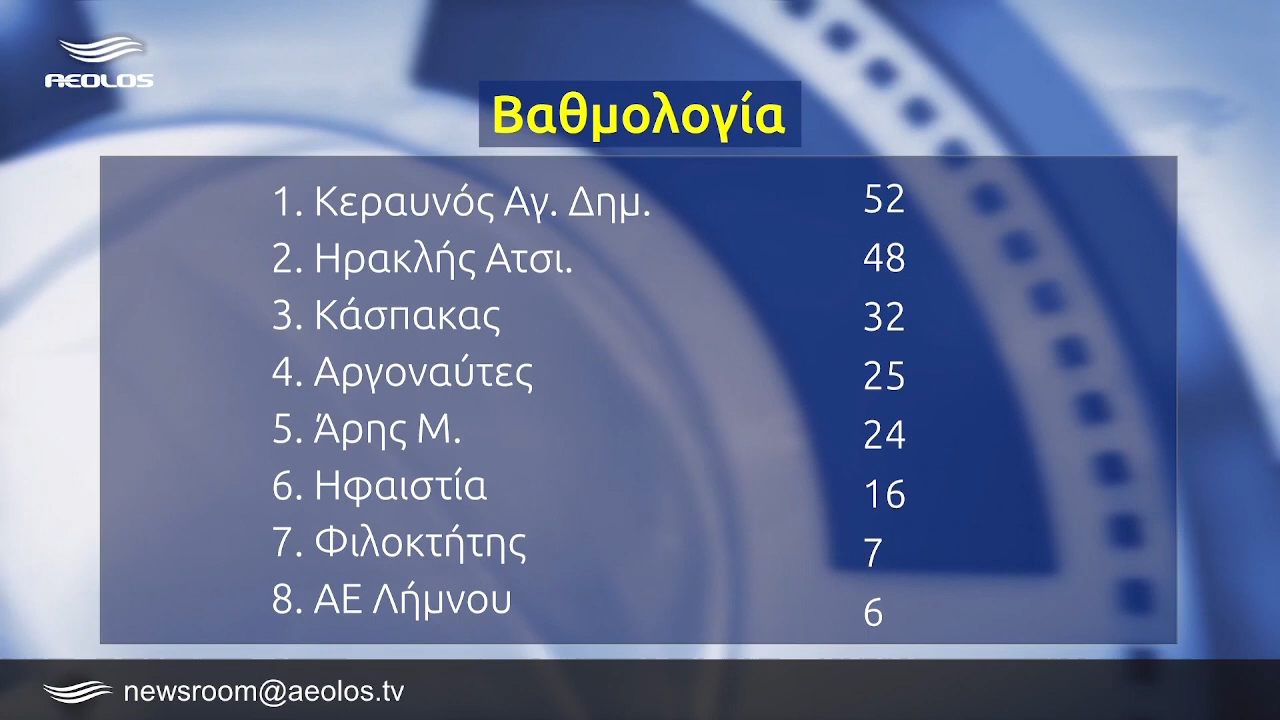 AEOLOS
Βαθμολογία
1. Κεραυνός Αγ. Δημ. 52
2. Ηρακλής Ατσι. 48
3. Κάσπακας 32
4. Αργοναύτες 25
5. Άρης Μ. 24
6. Ηφαιστία 16
7. Φιλοκτήτης 7
8. ΑΕ Λήμνου 6
newsroom@aeolos.tv